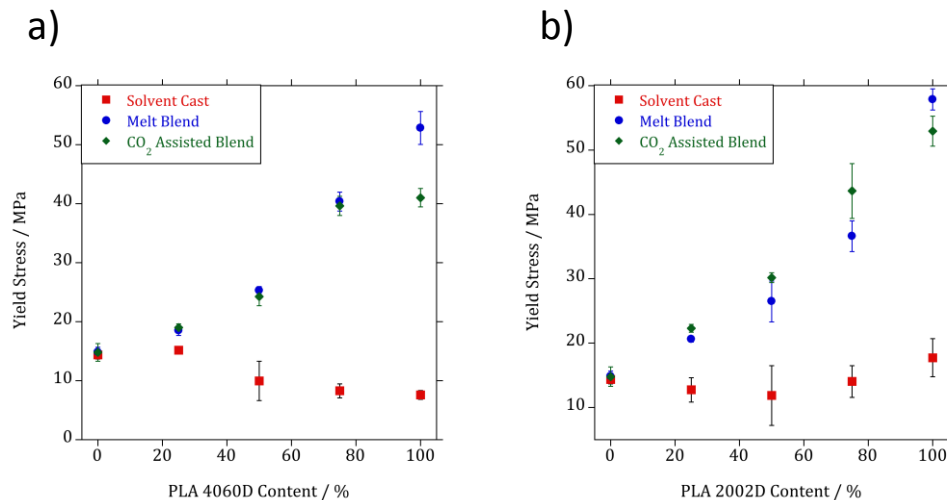 a)
60
50
40
30
20
10
0
Yield Stress / MPa
Solvent Cast
Melt Blend
CO₂ Assisted Blend
0 20 40 60 80 100
PLA 4060D Content / %
b)
60
50
40
30
20
10
Yield Stress / MPa
Solvent Cast
Melt Blend
CO₂ Assisted Blend
0 20 40 60 80 100
PLA 2002D Content / %